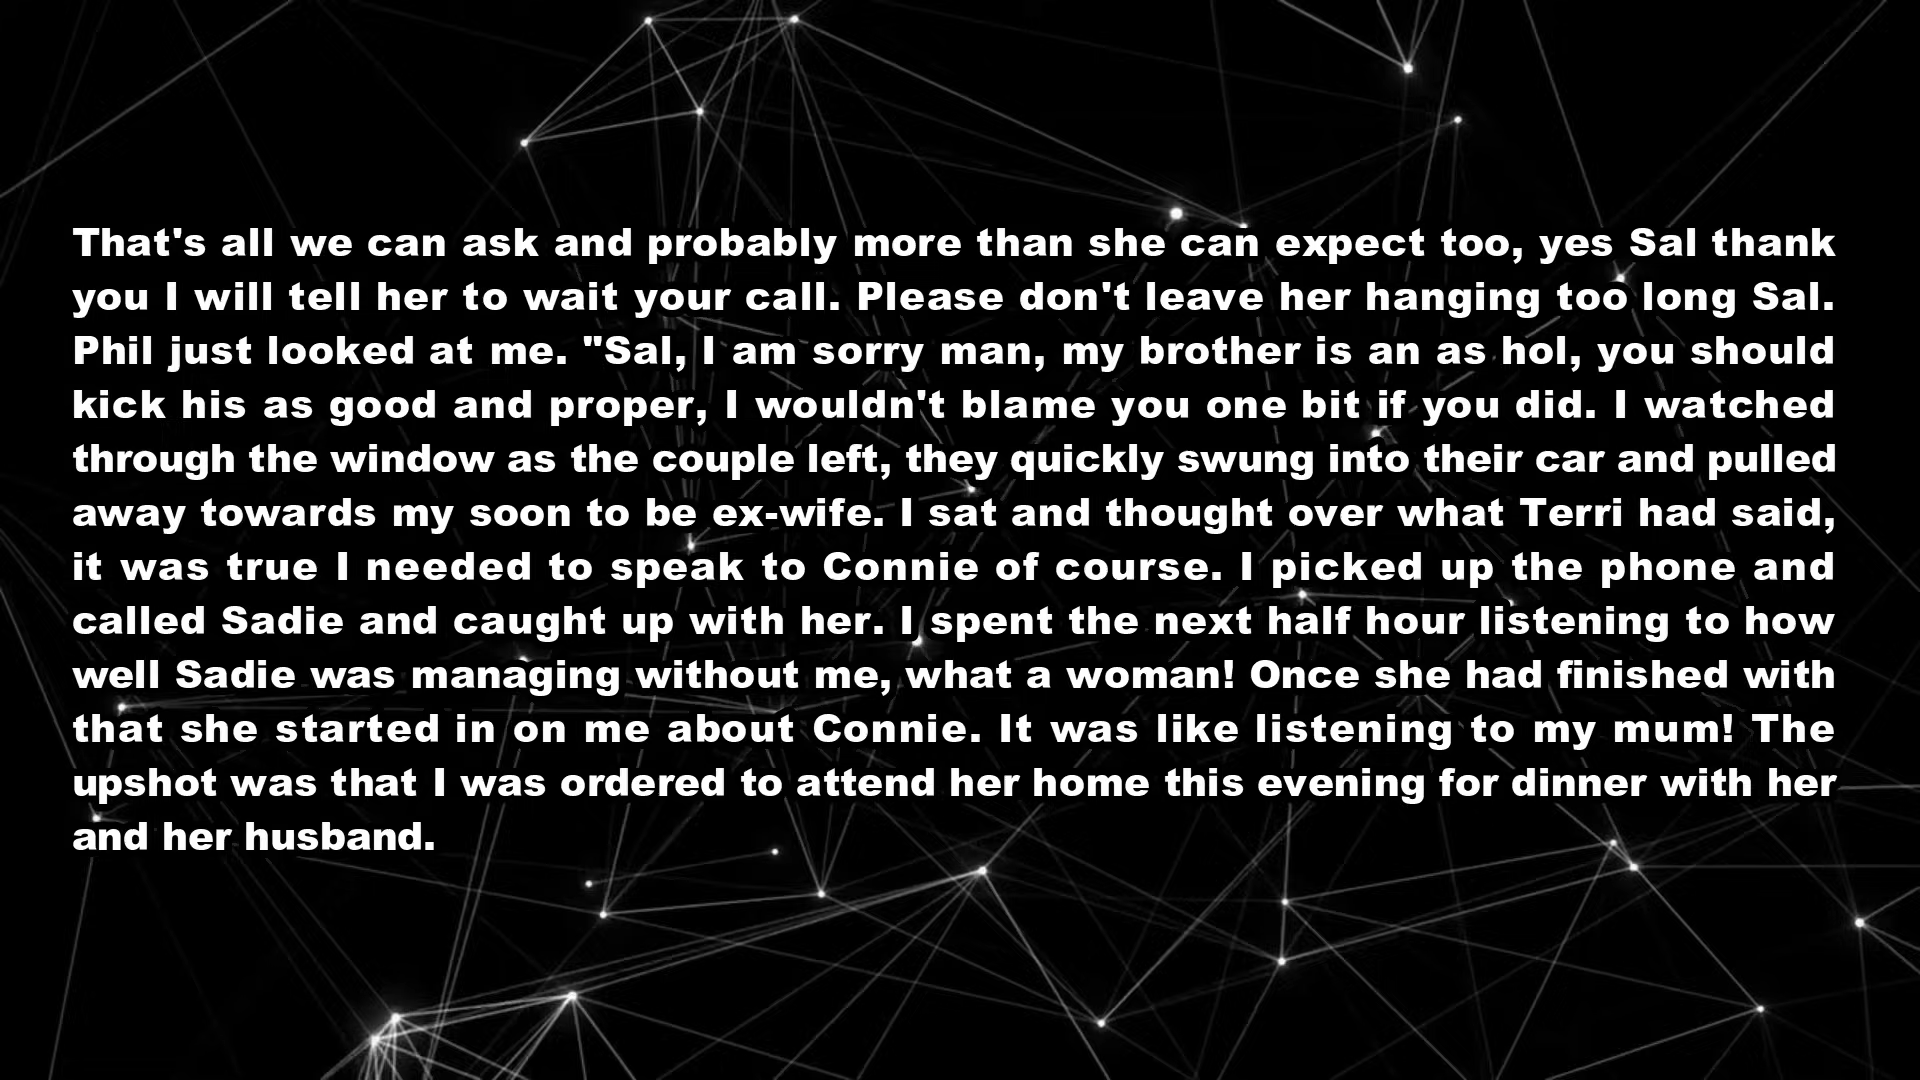 That's all we can ask and probably more than she can expect too, yes Sal thank
you I will tell her to wait your call. Please don't leave her hanging too long Sal.
Phil just looked at me. "Sal, I am sorry man, my brother is an as hol, you should
kick his as good and proper, I wouldn't blame you one bit if you did. I watched
through the window as the couple left, they quickly swung into their car and pulled
away towards my soon to be ex-wife. I sat and thought over what Terri had said,
it was true I needed to speak to Connie of course. I picked up the phone and
called Sadie and caught up with her. I spent the next half hour listening to how
well Sadie was managing without me, what a woman! Once she had finished with
that she started in on me about Connie. It was like listening to my mum! The
upshot was that I was ordered to attend her home this evening for dinner with her
and her husband.